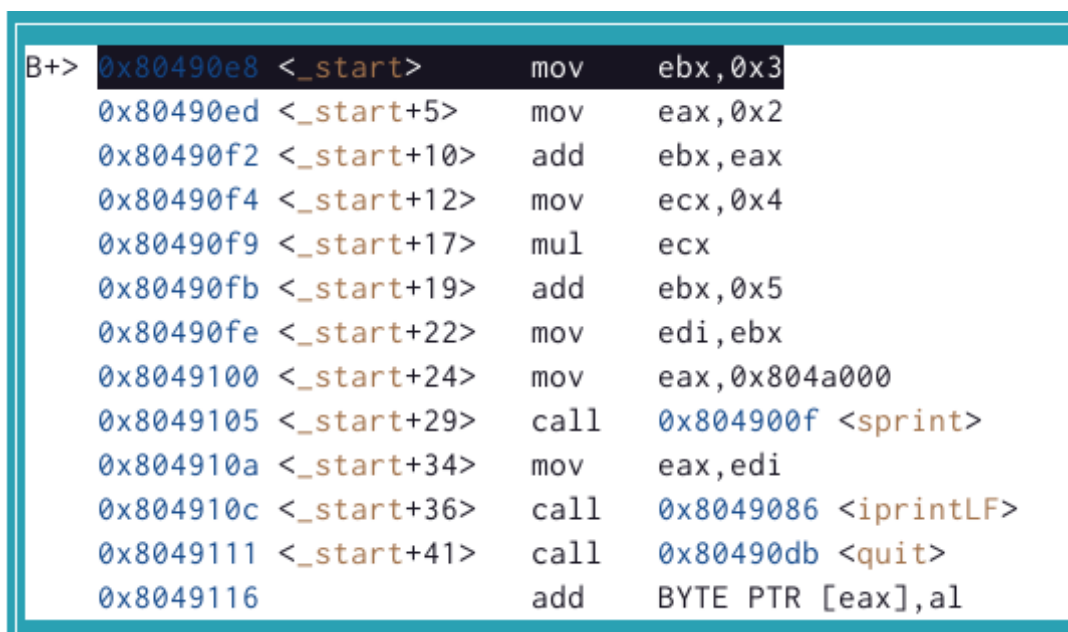 B+> 0x80490e8 <_start> mov ebx,0x3
0x80490ed <_start+5> mov eax,0x2
0x80490f2 <_start+10> add ebx,eax
0x80490f4 <_start+12> mov ecx,0x4
0x80490f9 <_start+17> mul ecx
0x80490fb <_start+19> add ebx,0x5
0x80490fe <_start+22> mov edi,ebx
0x8049100 <_start+24> mov eax,0x804a000
0x8049105 <_start+29> call 0x804900f <sprint>
0x804910a <_start+34> mov eax,edi
0x804910c <_start+36> call 0x8049086 <iprintLF>
0x8049111 <_start+41> call 0x80490db <quit>
0x8049116 add BYTE PTR [eax],al